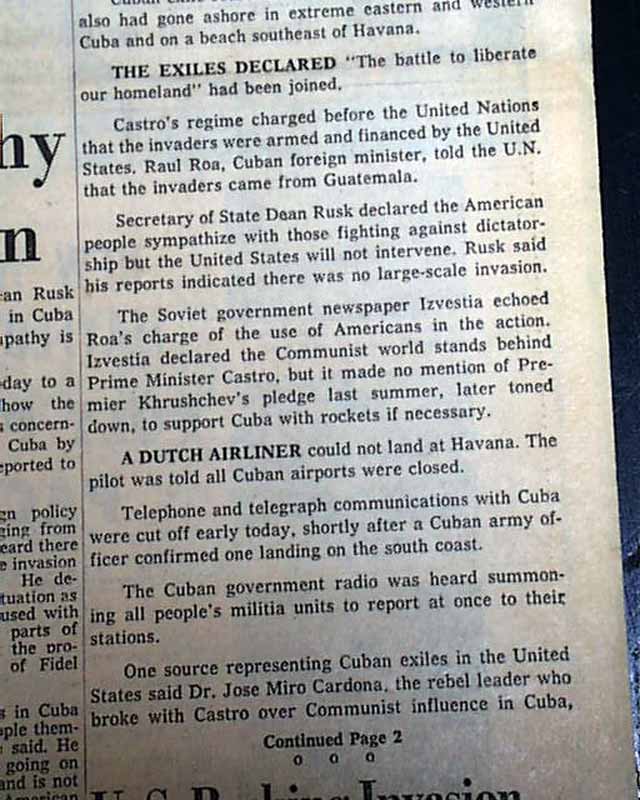 also had gone ashore in extreme eastern and western
Cuba and on a beach southeast of Havana.
THE EXILES DECLARED "The battle to liberate
our homeland" had been joined.
Castro's regime charged before the United Nations
that the invaders were armed and financed by the United
States. Raul Roa, Cuban foreign minister, told the U.N.
that the invaders came from Guatemala.
Secretary of State Dean Rusk declared the American
people sympathize with those fighting against dictator-
ship but the United States will not intervene. Rusk said
his reports indicated there was no large-scale invasion.
The Soviet government newspaper Izvestia echoed
Roa's charge of the use of Americans in the action.
Izvestia declared the Communist world stands behind
Prime Minister Castro, but it made no mention of Pre-
mier Khrushchev's pledge last summer, later toned
down, to support Cuba with rockets if necessary.
A DUTCH AIRLINER could not land at Havana. The
pilot was told all Cuban airports were closed.
Telephone and telegraph communications with Cuba
were cut off early today, shortly after a Cuban army of-
ficer confirmed one landing on the south coast.
The Cuban government radio was heard summon-
ing all people's militia units to report at once to their
stations.
One source representing Cuban exiles in the United
States said Dr. Jose Miro Cardona, the rebel leader who
broke with Castro over Communist influence in Cuba,
Continued Page 2
o o o
hy
n
an Rusk
in Cuba
pathy is
day to a
how the
concern-
Cuba by
eported to
gn policy
ging from
eard there
e invasion
He de-
tuation as
used with
parts of
the pro-
of Fidel
s in Cuba
ple them-
said. He
going on
and is not
American
U.S. Invasion